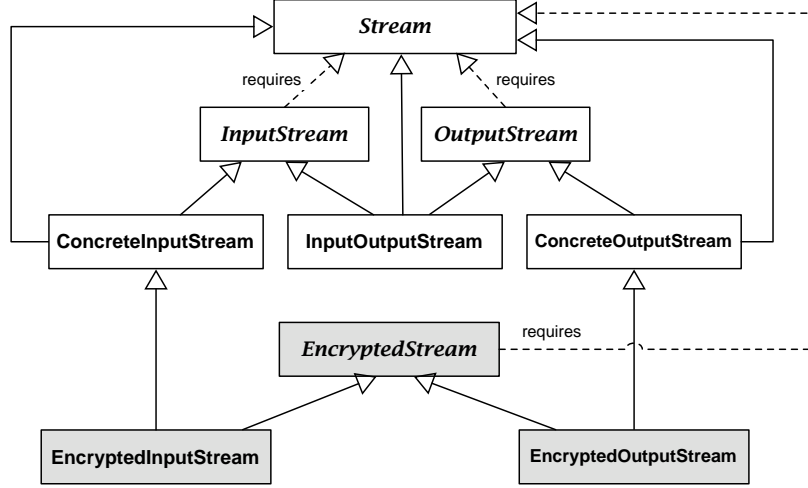 Stream
requires
requires
InputStream
OutputStream
ConcreteInputStream
InputOutputStream
ConcreteOutputStream
requires
EncryptedStream
EncryptedInputStream
EncryptedOutputStream